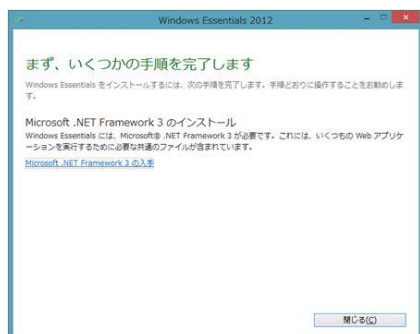 Windows Essentials 2012
まず、いくつかの手順を完了します
Windows Essentials をインストールするには、次の手順を完了します。手順どおりに操作することをお勧めしま
す。
Microsoft .NET Framework 3 のインストール
Windows Essentials には、Microsoft® .NET Framework 3 が必要です。これには、いくつもの Web アプリケ
ーションを実行するために必要な共通のファイルが含まれています。
Microsoft .NET Framework 3 の入手
閉じる(C)